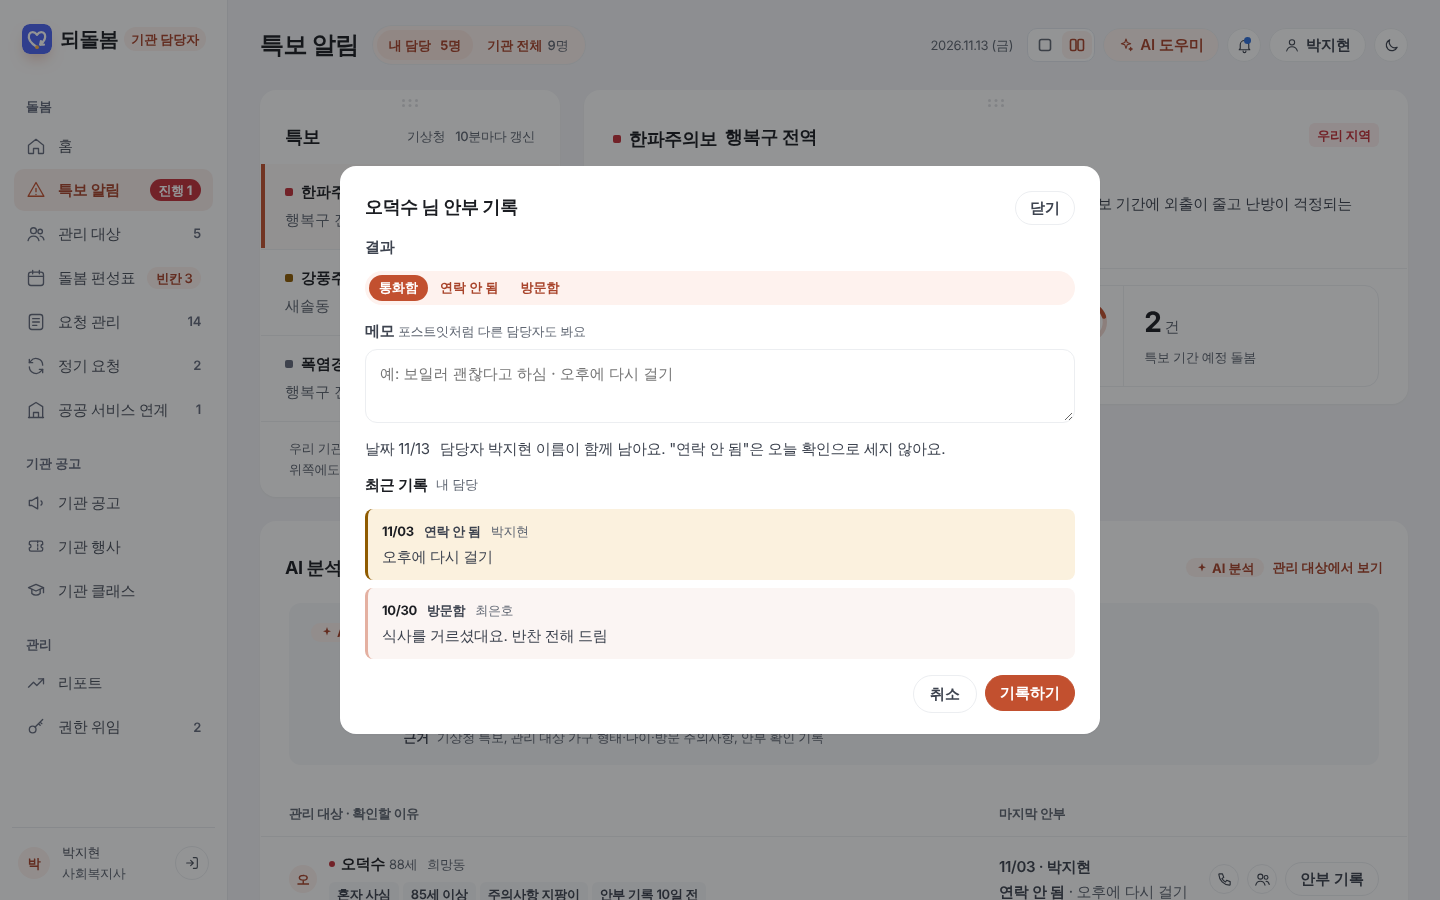 되돌봄 기관 담당자
돌봄
홈
특보 알림 진행 1
관리 대상 5
돌봄 편성표 빈칸 3
요청 관리 14
정기 요청 2
공공 서비스 연계 1
기관 공고
기관 공고
기관 행사
기관 클래스
관리
리포트
권한 위임 2
박 박지현
사회복지사
특보 알림 내 담당 5명 기관 전체 9명
2026.11.13 (금) AI 도우미 박지현
특보 기상청 10분마다 갱신
한파주의보 행복구 전역 우리 지역
한파주
행복구
보 기간에 외출이 줄고 난방이 걱정되는
강풍주
새솔동
2 건
특보 기간 예정 돌봄
폭염경
행복구
우리 기관
위쪽에도
오덕수 님 안부 기록 닫기
결과
통화함 연락 안 됨 방문함
메모 포스트잇처럼 다른 담당자도 봐요
예: 보일러 괜찮다고 하심 · 오후에 다시 걸기
날짜 11/13 담당자 박지현 이름이 함께 남아요. "연락 안 됨"은 오늘 확인으로 세지 않아요.
최근 기록 내 담당
11/03 연락 안 됨 박지현
오후에 다시 걸기
10/30 방문함 최은호
식사를 거르셨대요. 반찬 전해 드림
취소 기록하기
AI 분석 AI 분석 관리 대상에서 보기
근거 기상청 특보, 관리 대상 가구 형태·나이·방문 주의사항, 안부 확인 기록
관리 대상 · 확인할 이유 마지막 안부
오 오덕수 88세 희망동
혼자 사심 85세 이상 주의사항 지팡이 안부 기록 10일 전
11/03 · 박지현
연락 안 됨 · 오후에 다시 걸기 안부 기록